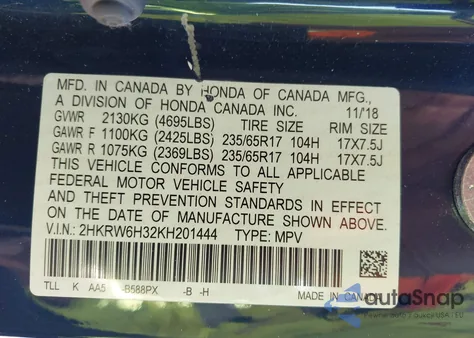 MFD. IN CANADA BY HONDA OF CANADA MFG.,
A DIVISION OF HONDA CANADA INC. 11/18
GVWR 2130KG (4695LBS) TIRE SIZE RIM SIZE
GAWR F 1100KG (2425LBS) 235/65R17 104H 17X7.5J
GAWR R 1075KG (2369LBS) 235/65R17 104H 17X7.5J
THIS VEHICLE CONFORMS TO ALL APPLICABLE
FEDERAL MOTOR VEHICLE SAFETY
AND THEFT PREVENTION STANDARDS IN EFFECT
ON THE DATE OF MANUFACTURE SHOWN ABOVE.
V.I.N.: 2HKRW6H32KH201444 TYPE: MPV
TLL K AA5 -B588PX -B -H MADE IN CANADA
autoSnap